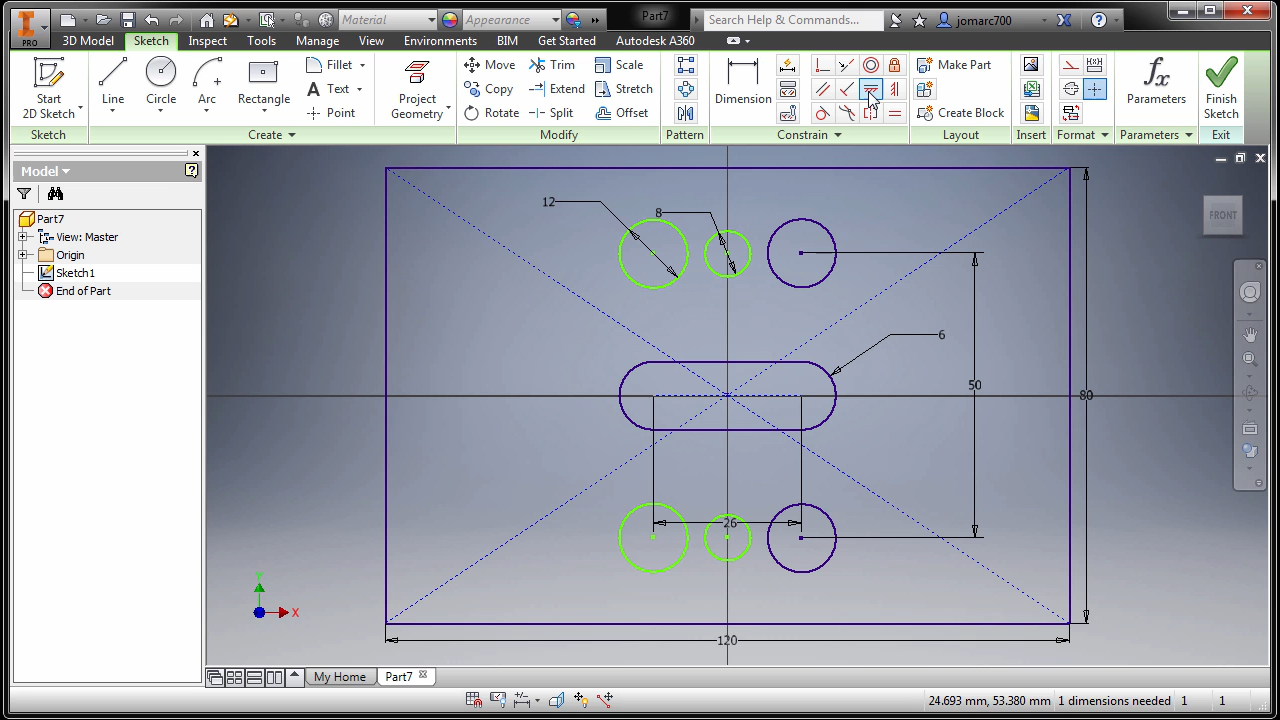 Material
Appearance
Part7
Search Help & Commands...
jomarc700
PRO
3D Model
Sketch
Inspect
Tools
Manage
View
Environments
BIM
Get Started
Autodesk A360
Start
2D Sketch
Line
Circle
Arc
Rectangle
Fillet
Text
Point
Project
Geometry
Move
Copy
Rotate
Trim
Extend
Split
Scale
Stretch
Offset
Dimension
Make Part
Create Block
Parameters
Finish
Sketch
Sketch
Create
Modify
Pattern
Constrain
Layout
Insert
Format
Parameters
Exit
Model
Part7
View: Master
Origin
Sketch1
End of Part
FRONT
12
8
6
50
80
26
120
Y
X
My Home
Part7
24.693 mm, 53.380 mm
1 dimensions needed
1
1